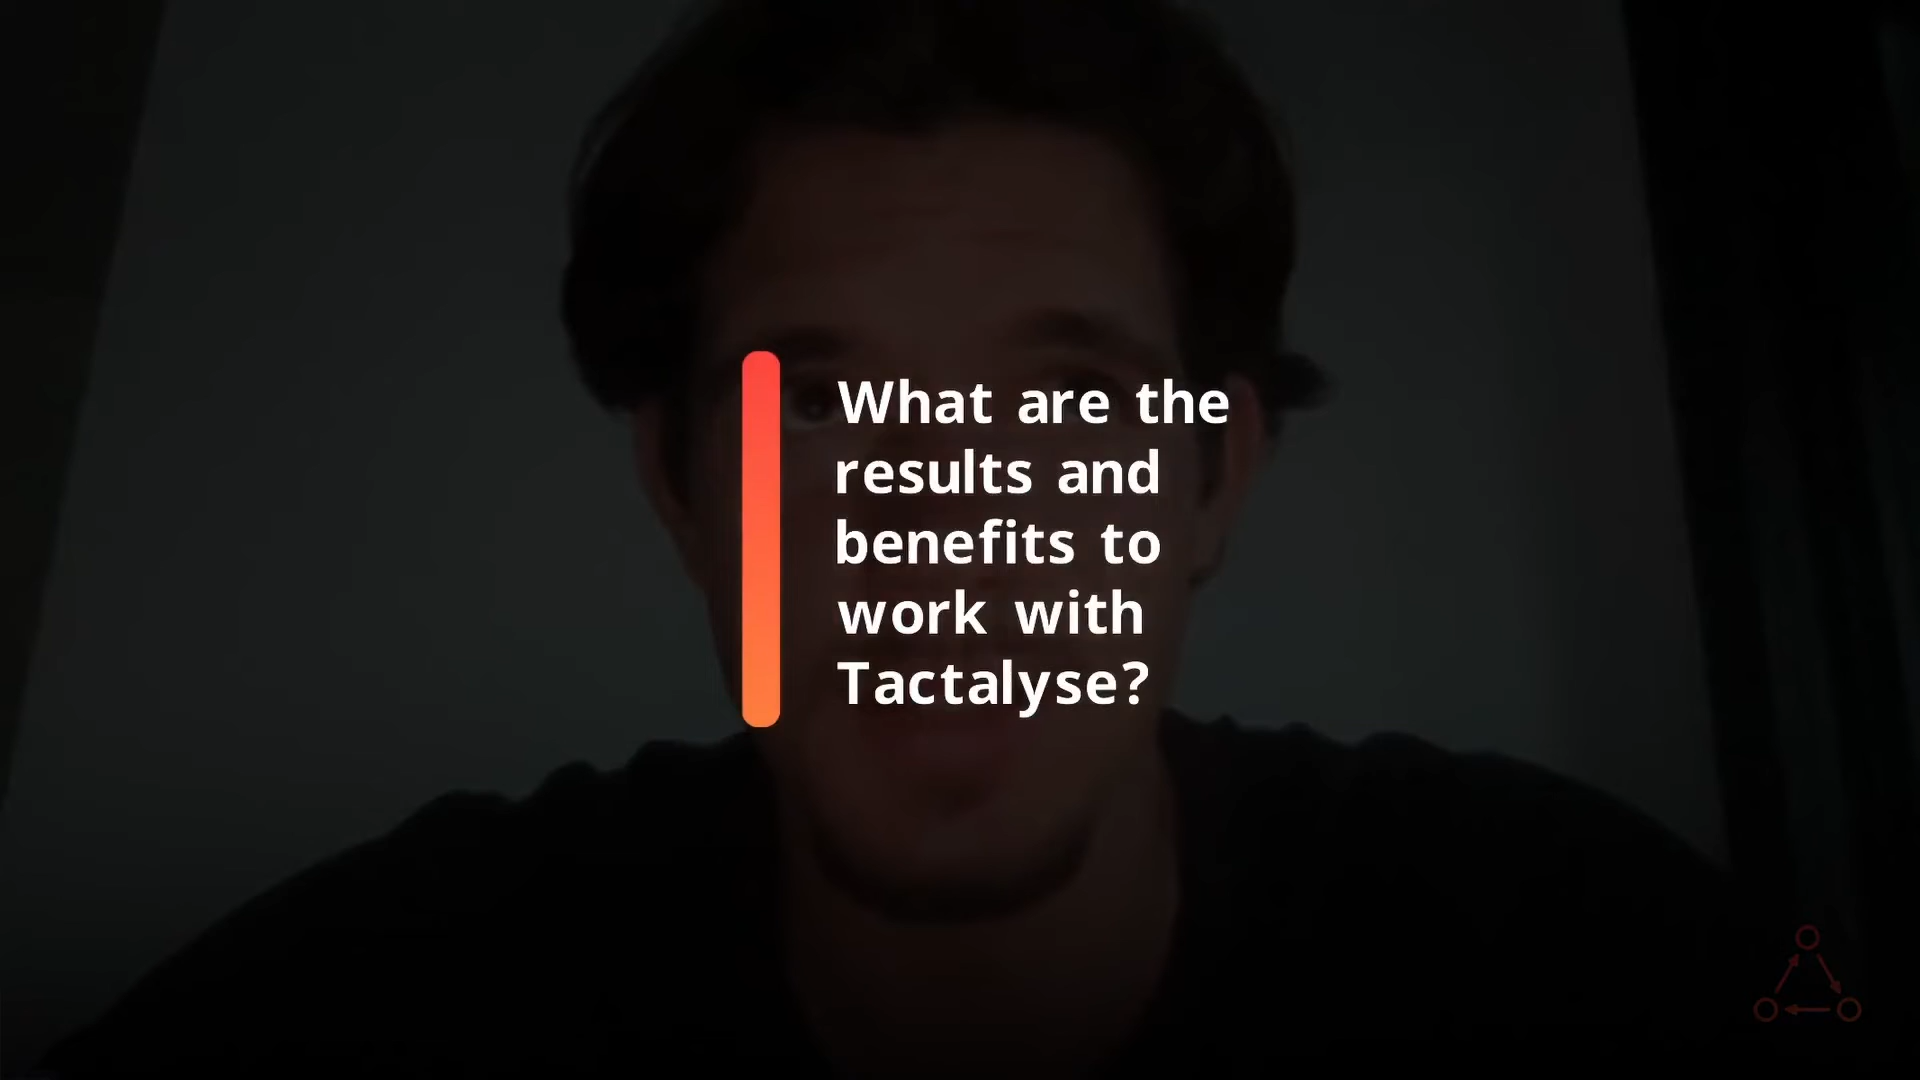 What are the
results and
benefits to
work with
Tactalyse?